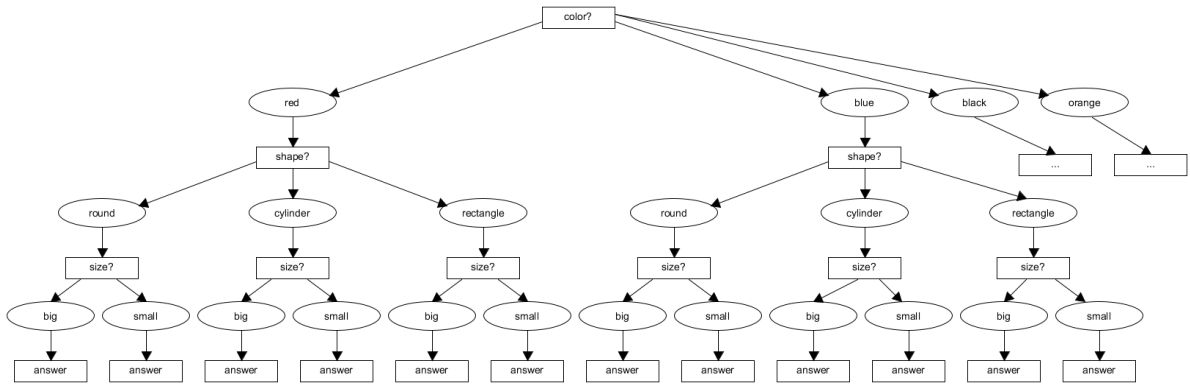 color?
red
blue
black
orange
shape?
shape?
...
...
round
cylinder
rectangle
round
cylinder
rectangle
size?
size?
size?
size?
size?
size?
big
small
big
small
big
small
big
small
big
small
big
small
answer
answer
answer
answer
answer
answer
answer
answer
answer
answer
answer
answer